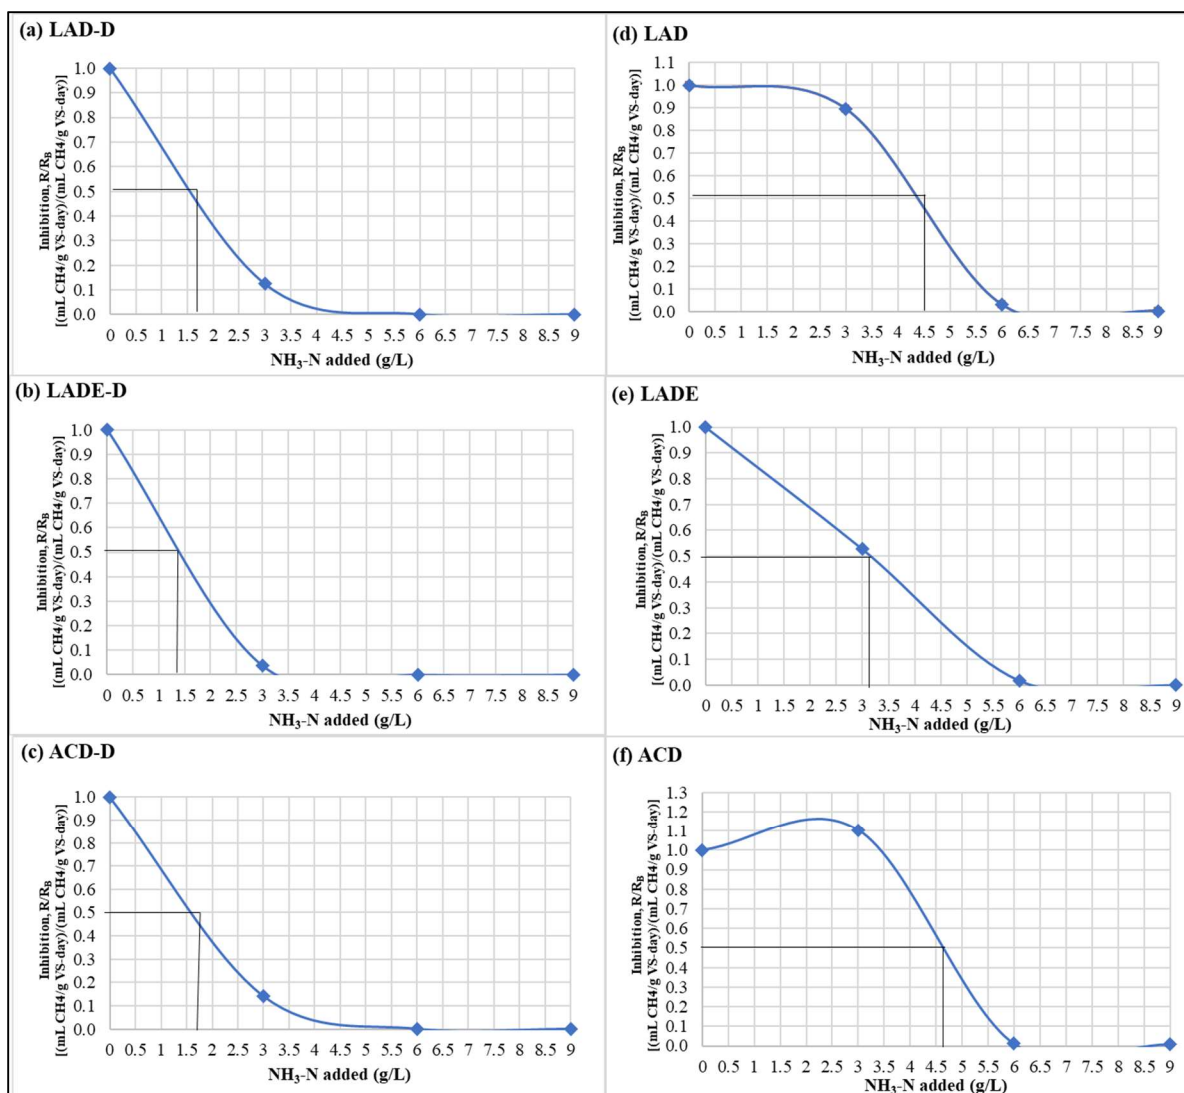 (a) LAD-D
Inhibition, R/RB
[(mL CH4/g VS-day)/(mL CH4/g VS-day)]
1.0
0.9
0.8
0.7
0.6
0.5
0.4
0.3
0.2
0.1
0.0
0 0.5 1 1.5 2 2.5 3 3.5 4 4.5 5 5.5 6 6.5 7 7.5 8 8.5 9
NH3-N added (g/L)
(b) LADE-D
Inhibition, R/RB
[(mL CH4/g VS-day)/(mL CH4/g VS-day)]
1.0
0.9
0.8
0.7
0.6
0.5
0.4
0.3
0.2
0.1
0.0
0 0.5 1 1.5 2 2.5 3 3.5 4 4.5 5 5.5 6 6.5 7 7.5 8 8.5 9
NH3-N added (g/L)
(c) ACD-D
Inhibition, R/RB
[(mL CH4/g VS-day)/(mL CH4/g VS-day)]
1.0
0.9
0.8
0.7
0.6
0.5
0.4
0.3
0.2
0.1
0.0
0 0.5 1 1.5 2 2.5 3 3.5 4 4.5 5 5.5 6 6.5 7 7.5 8 8.5 9
NH3-N added (g/L)
(d) LAD
Inhibition, R/RB
[(mL CH4/g VS-day)/(mL CH4/g VS-day)]
1.1
1.0
0.9
0.8
0.7
0.6
0.5
0.4
0.3
0.2
0.1
0.0
0 0.5 1 1.5 2 2.5 3 3.5 4 4.5 5 5.5 6 6.5 7 7.5 8 8.5 9
NH3-N added (g/L)
(e) LADE
Inhibition, R/RB
[(mL CH4/g VS-day)/(mL CH4/g VS-day)]
1.0
0.9
0.8
0.7
0.6
0.5
0.4
0.3
0.2
0.1
0.0
0 0.5 1 1.5 2 2.5 3 3.5 4 4.5 5 5.5 6 6.5 7 7.5 8 8.5 9
NH3-N added (g/L)
(f) ACD
Inhibition, R/RB
[(mL CH4/g VS-day)/(mL CH4/g VS-day)]
1.3
1.2
1.1
1.0
0.9
0.8
0.7
0.6
0.5
0.4
0.3
0.2
0.1
0.0
0 0.5 1 1.5 2 2.5 3 3.5 4 4.5 5 5.5 6 6.5 7 7.5 8 8.5 9
NH3-N added (g/L)